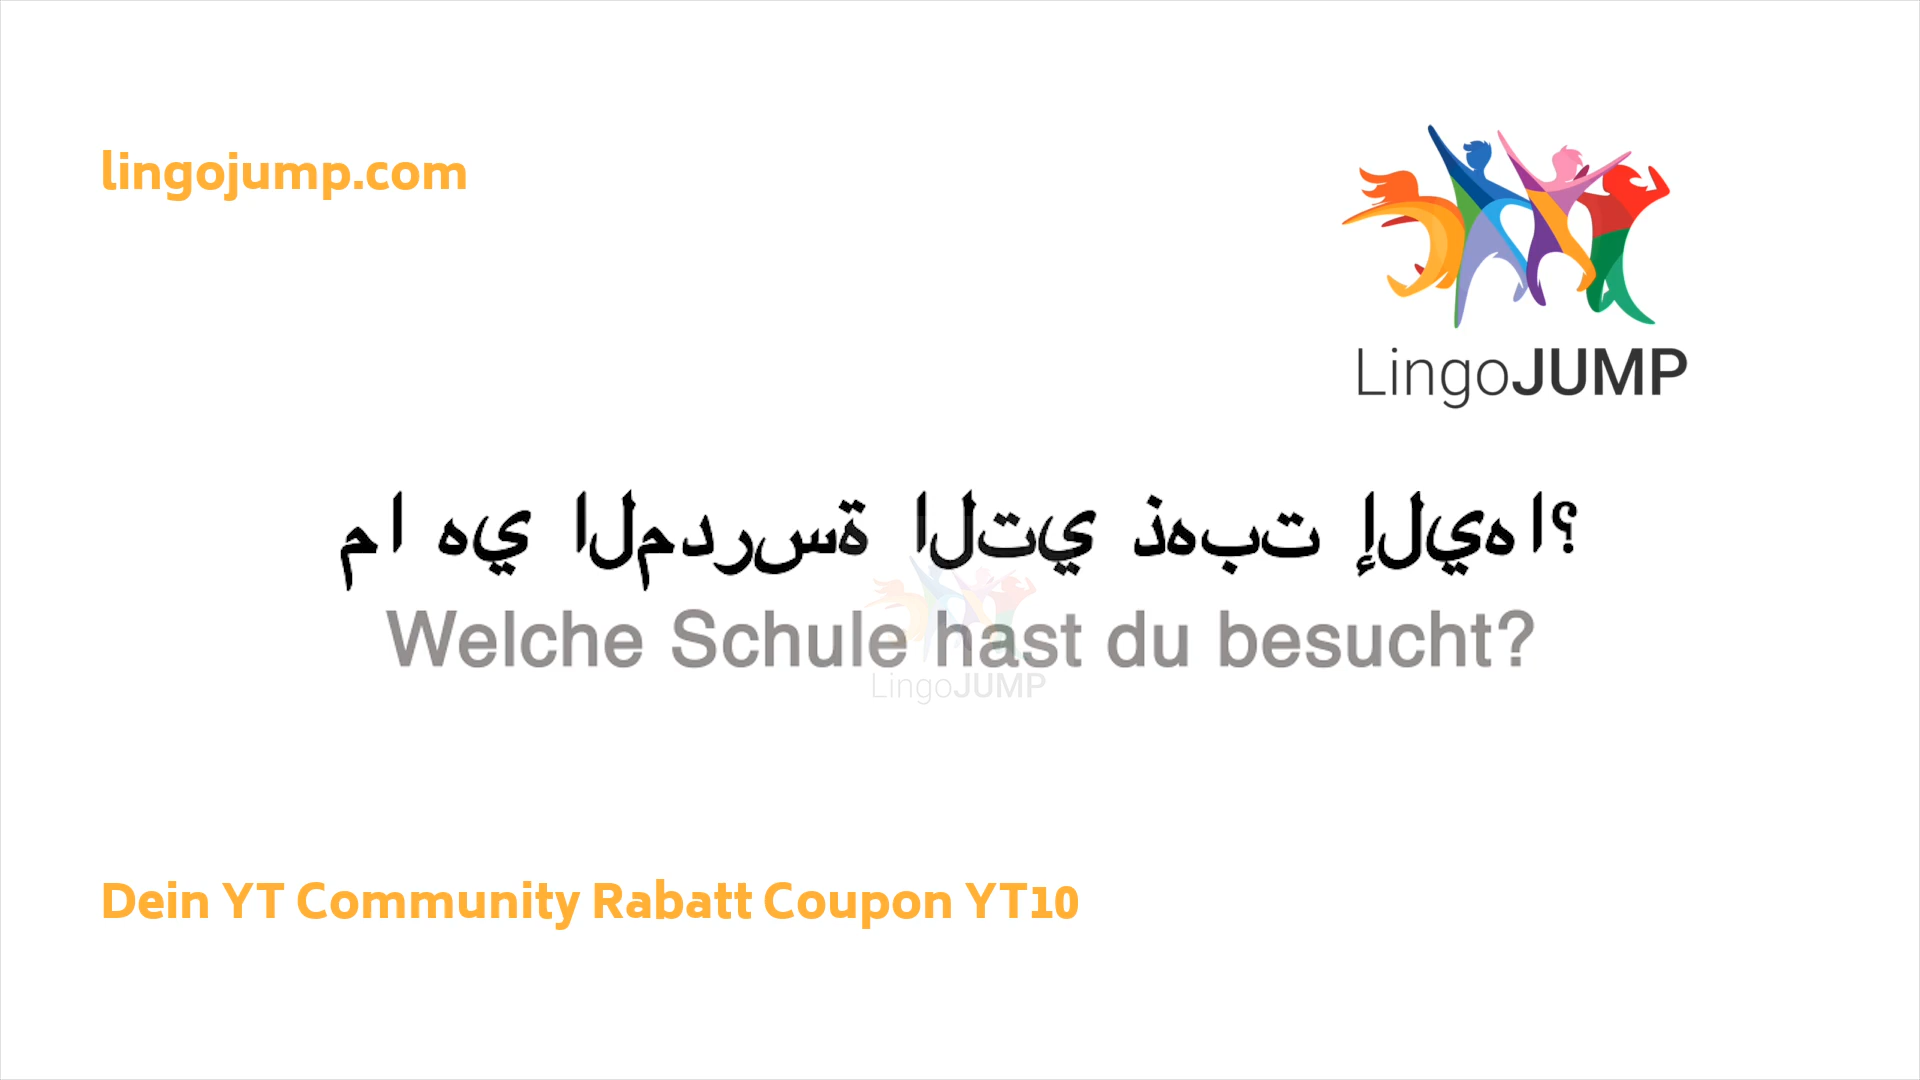 lingojump.com
LingoJUMP
ما هي المدرسة التي ذهبت إليها؟
Welche Schule hast du besucht?
LingoJUMP
Dein YT Community Rabatt Coupon YT10